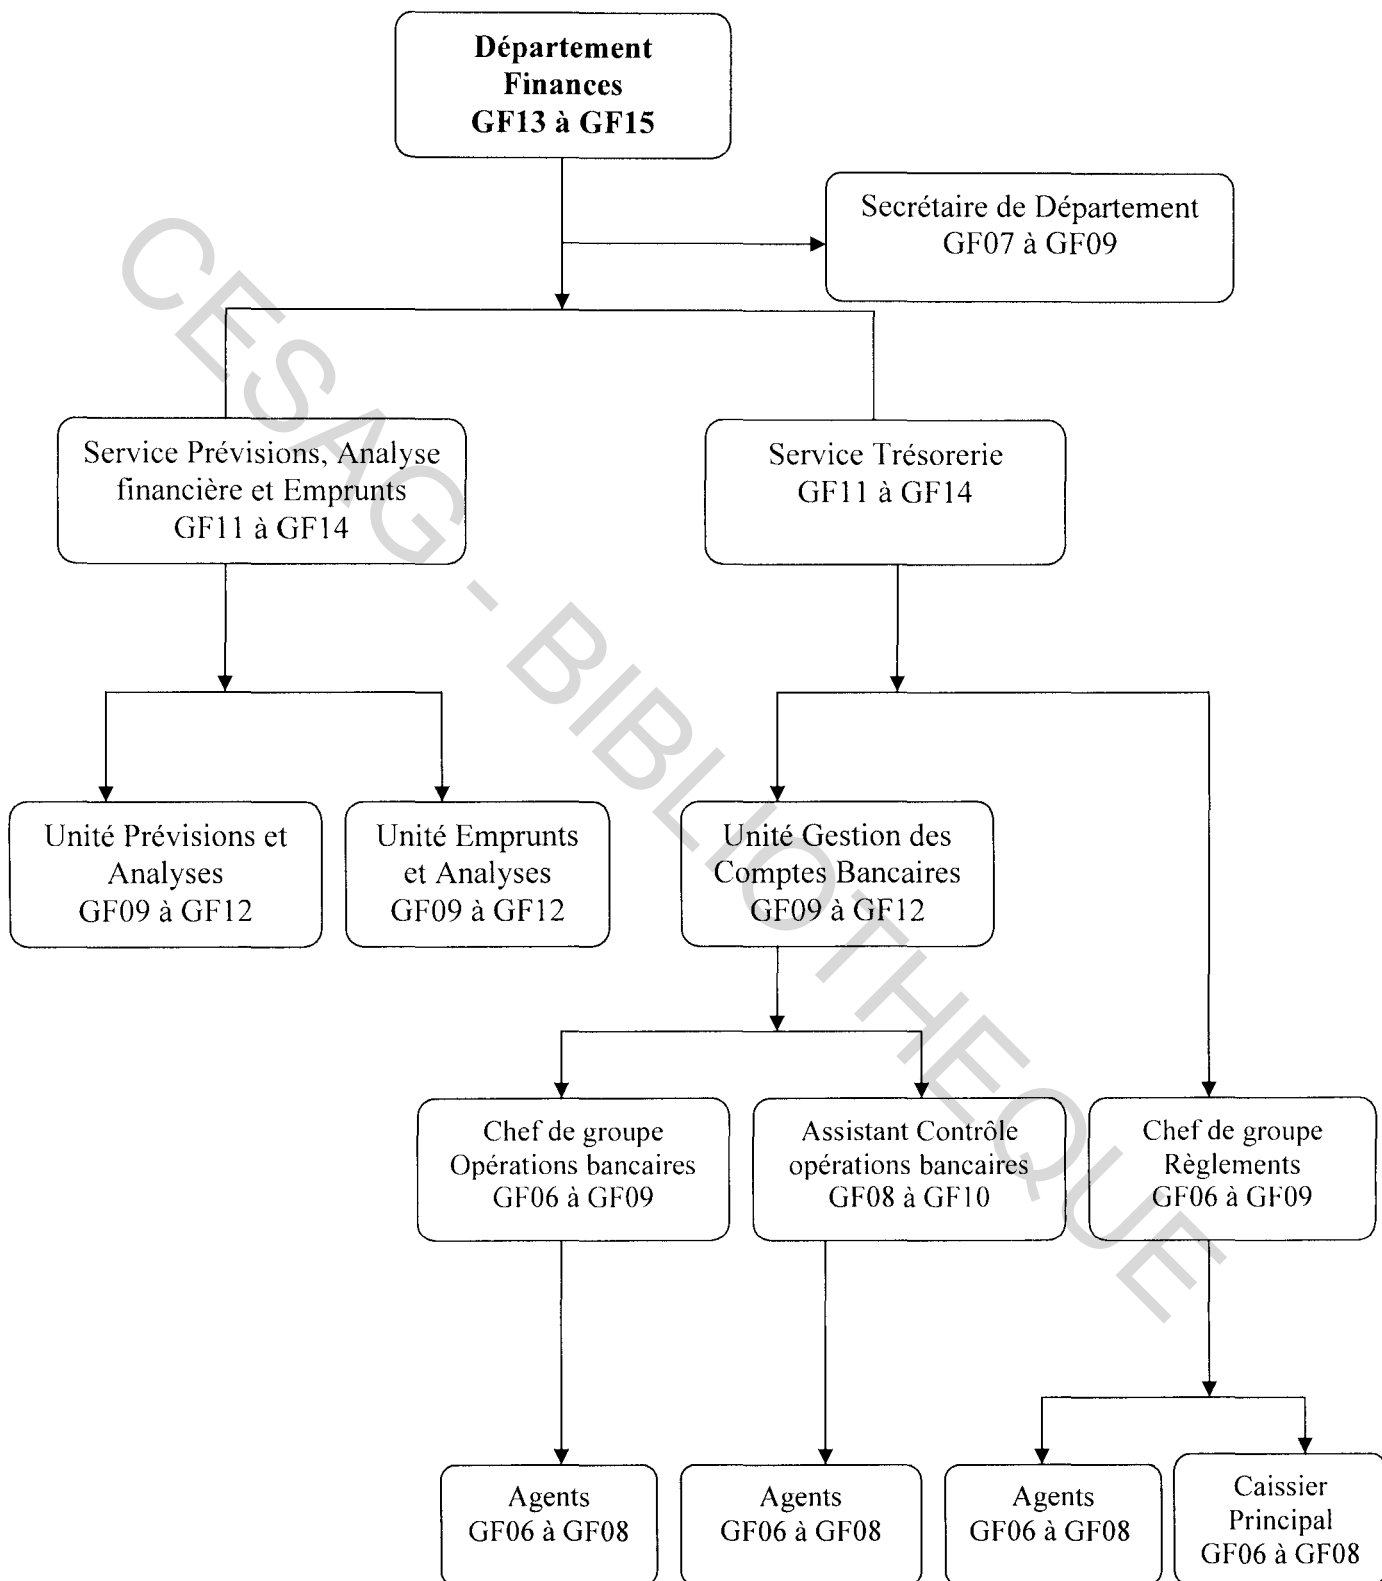 Département
Finances
GF13 à GF15
Secrétaire de Département
GF07 à GF09
Service Prévisions, Analyse
financière et Emprunts
GF11 à GF14
Service Trésorerie
GF11 à GF14
Unité Prévisions et
Analyses
GF09 à GF12
Unité Emprunts
et Analyses
GF09 à GF12
Unité Gestion des
Comptes Bancaires
GF09 à GF12
Chef de groupe
Opérations bancaires
GF06 à GF09
Assistant Contrôle
opérations bancaires
GF08 à GF10
Chef de groupe
Règlements
GF06 à GF09
Agents
GF06 à GF08
Agents
GF06 à GF08
Agents
GF06 à GF08
Caissier
Principal
GF06 à GF08
CESAG - BIBLIOTHEQUE